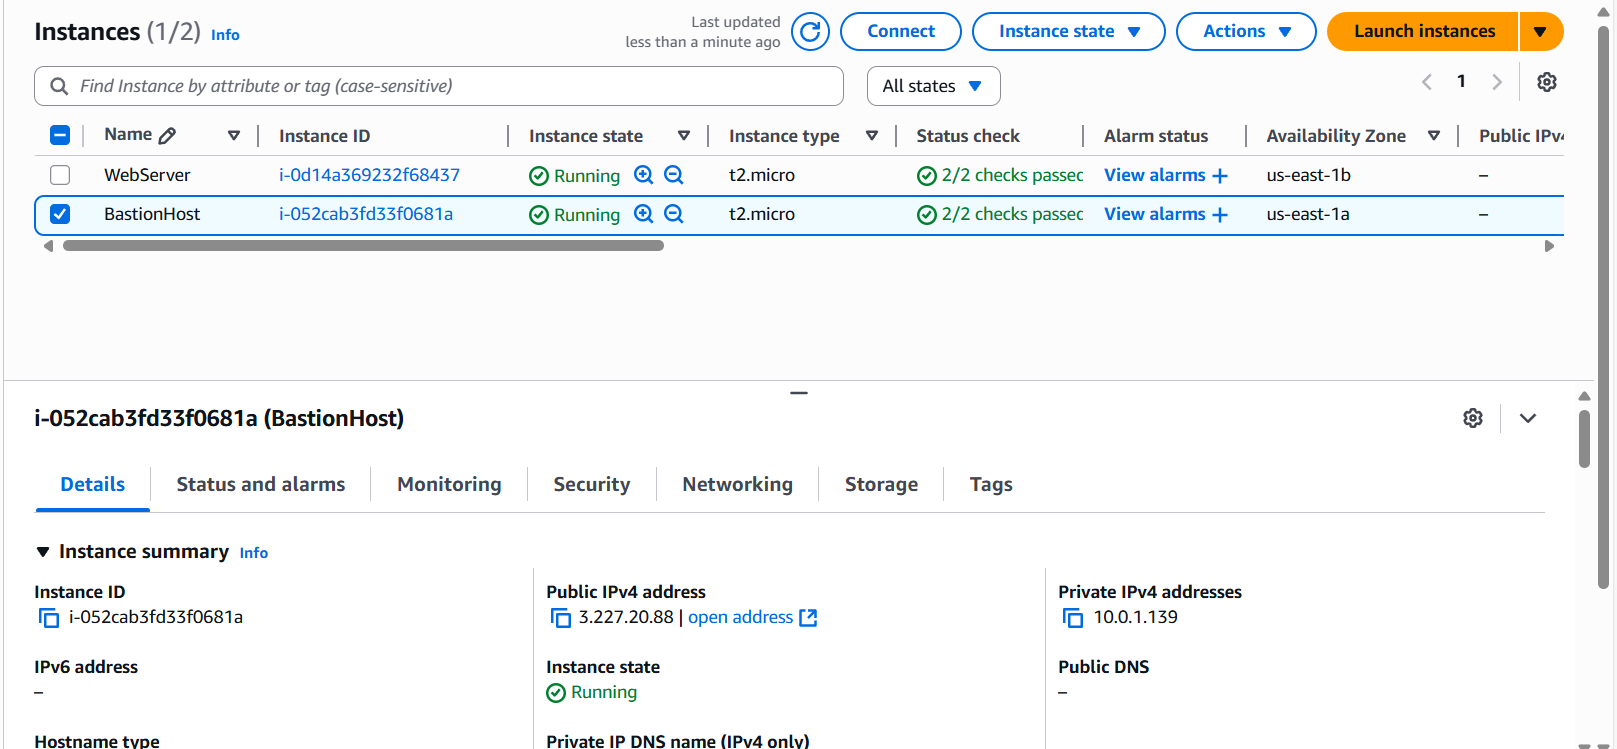 Instances (1/2) Info
Last updated
less than a minute ago
Connect
Instance state
Actions
Launch instances
Find Instance by attribute or tag (case-sensitive)
All states
1
Name Instance ID Instance state Instance type Status check Alarm status Availability Zone Public IPv4
WebServer i-0d14a369232f68437 Running t2.micro 2/2 checks passed View alarms + us-east-1b –
BastionHost i-052cab3fd33f0681a Running t2.micro 2/2 checks passed View alarms + us-east-1a –
i-052cab3fd33f0681a (BastionHost)
Details Status and alarms Monitoring Security Networking Storage Tags
Instance summary Info
Instance ID
i-052cab3fd33f0681a
Public IPv4 address
3.227.20.88 | open address
Private IPv4 addresses
10.0.1.139
IPv6 address
–
Instance state
Running
Public DNS
–
Hostname type
Private IP DNS name (IPv4 only)